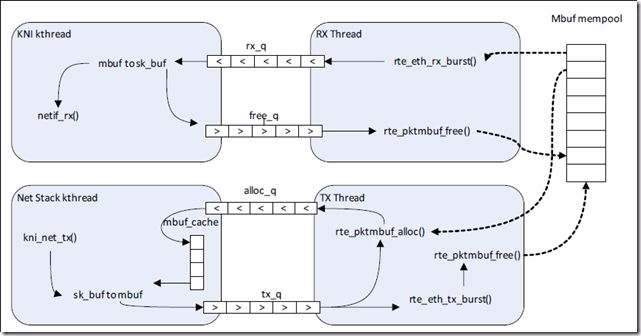 Mbuf mempool
KNI kthread
rx_q
RX Thread
< < < < <
mbuf to sk_buf
rte_eth_rx_burst()
netif_rx()
free_q
> > > > >
rte_pktmbuf_free()
Net Stack kthread
alloc_q
TX Thread
< < < < <
mbuf_cache
kni_net_tx()
rte_pktmbuf_alloc()
rte_pktmbuf_free()
sk_buf to mbuf
tx_q
> > > > >
rte_eth_tx_burst()